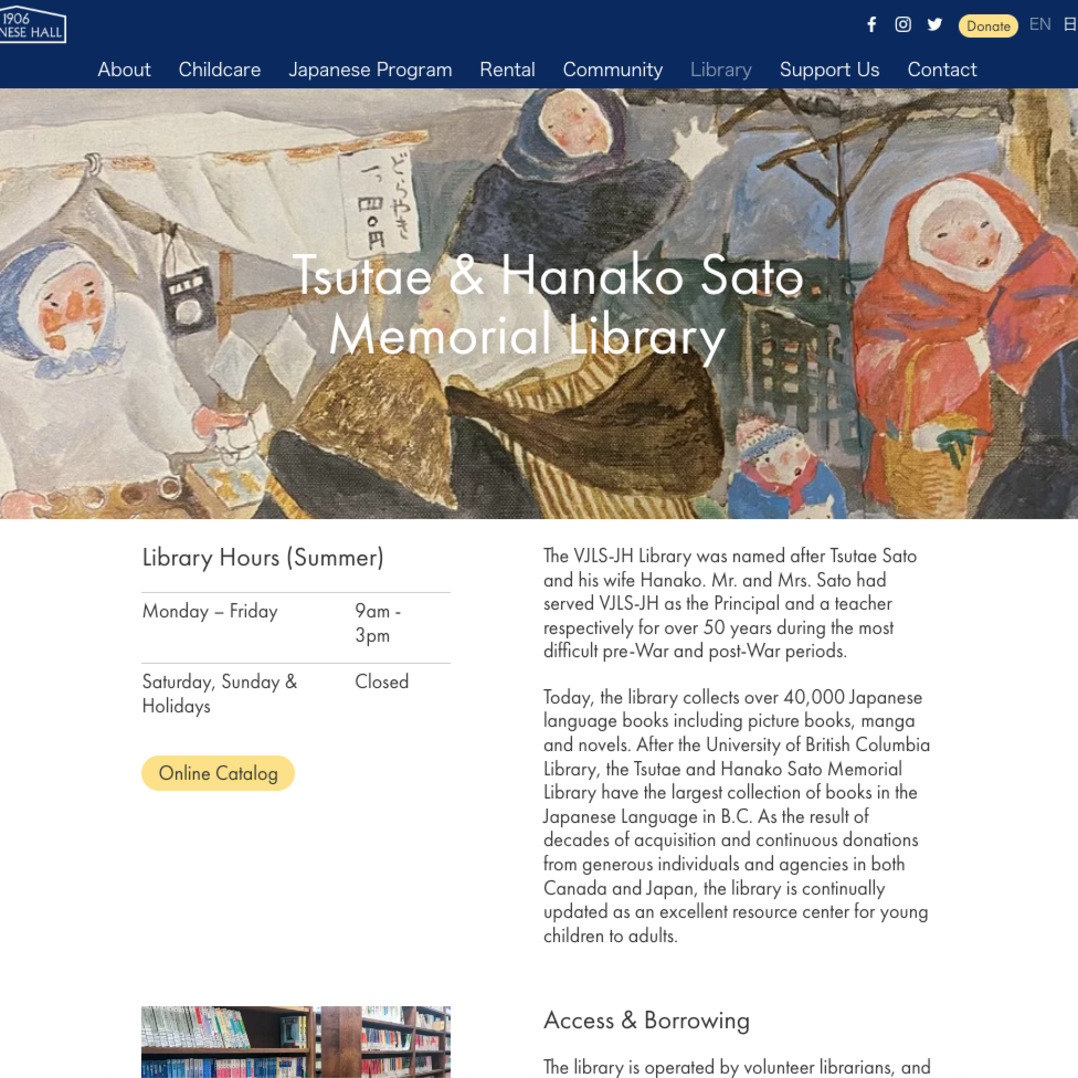 1906
NESE HALL
Donate
EN
日
About
Childcare
Japanese Program
Rental
Community
Library
Support Us
Contact
どらやき
一つ 四〇円
Tsutae & Hanako Sato
Memorial Library
Library Hours (Summer)
Monday – Friday
9am -
3pm
Saturday, Sunday &
Holidays
Closed
Online Catalog
The VJLS-JH Library was named after Tsutae Sato
and his wife Hanako. Mr. and Mrs. Sato had
served VJLS-JH as the Principal and a teacher
respectively for over 50 years during the most
difficult pre-War and post-War periods.
Today, the library collects over 40,000 Japanese
language books including picture books, manga
and novels. After the University of British Columbia
Library, the Tsutae and Hanako Sato Memorial
Library have the largest collection of books in the
Japanese Language in B.C. As the result of
decades of acquisition and continuous donations
from generous individuals and agencies in both
Canada and Japan, the library is continually
updated as an excellent resource center for young
children to adults.
Access & Borrowing
The library is operated by volunteer librarians, and